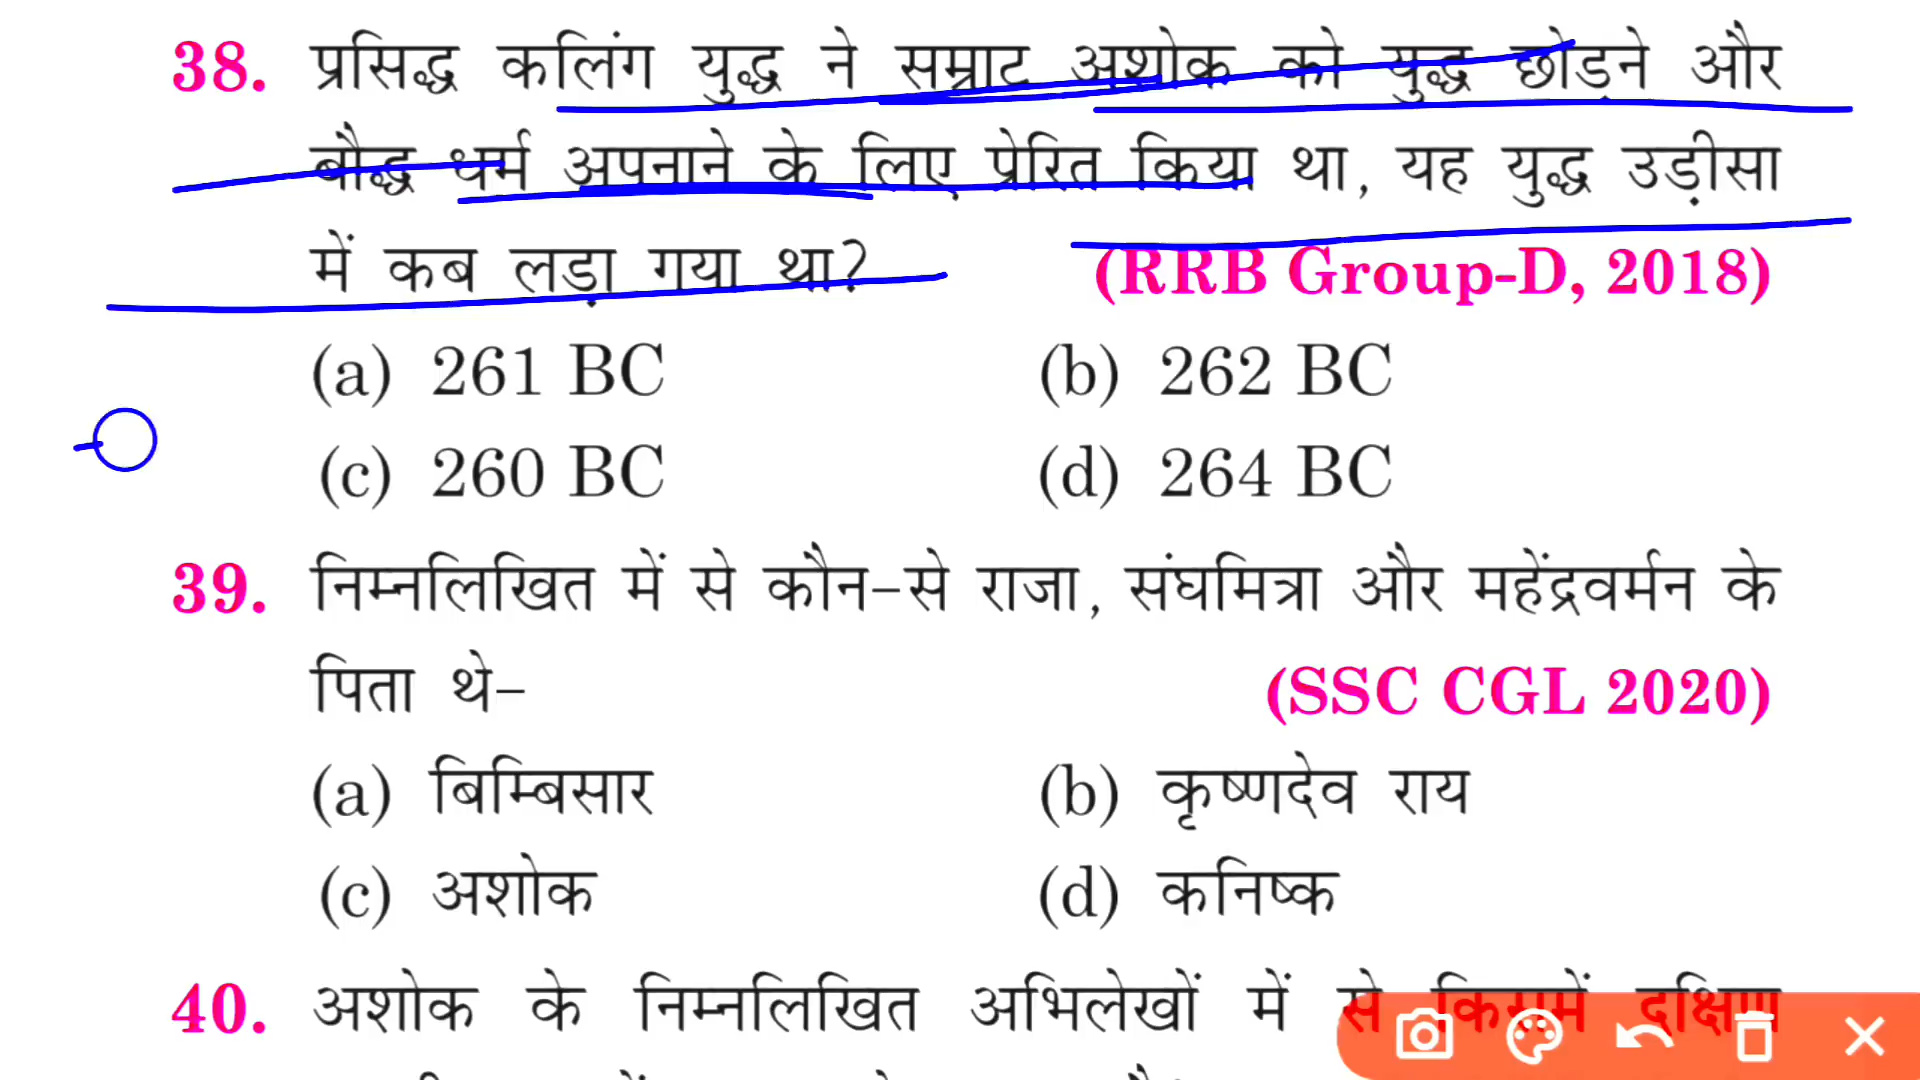 38. प्रसिद्ध कलिंग युद्ध ने सम्राट अशोक को युद्ध छोड़ने और
बौद्ध धर्म अपनाने के लिए प्रेरित किया था, यह युद्ध उड़ीसा
में कब लड़ा गया था? (RRB Group-D, 2018)
(a) 261 BC (b) 262 BC
(c) 260 BC (d) 264 BC
39. निम्नलिखित में से कौन-से राजा, संघमित्रा और महेंद्रवर्मन के
पिता थे- (SSC CGL 2020)
(a) बिम्बिसार (b) कृष्णदेव राय
(c) अशोक (d) कनिष्क
40. अशोक के निम्नलिखित अभिलेखों में से किसमें दक्षिण